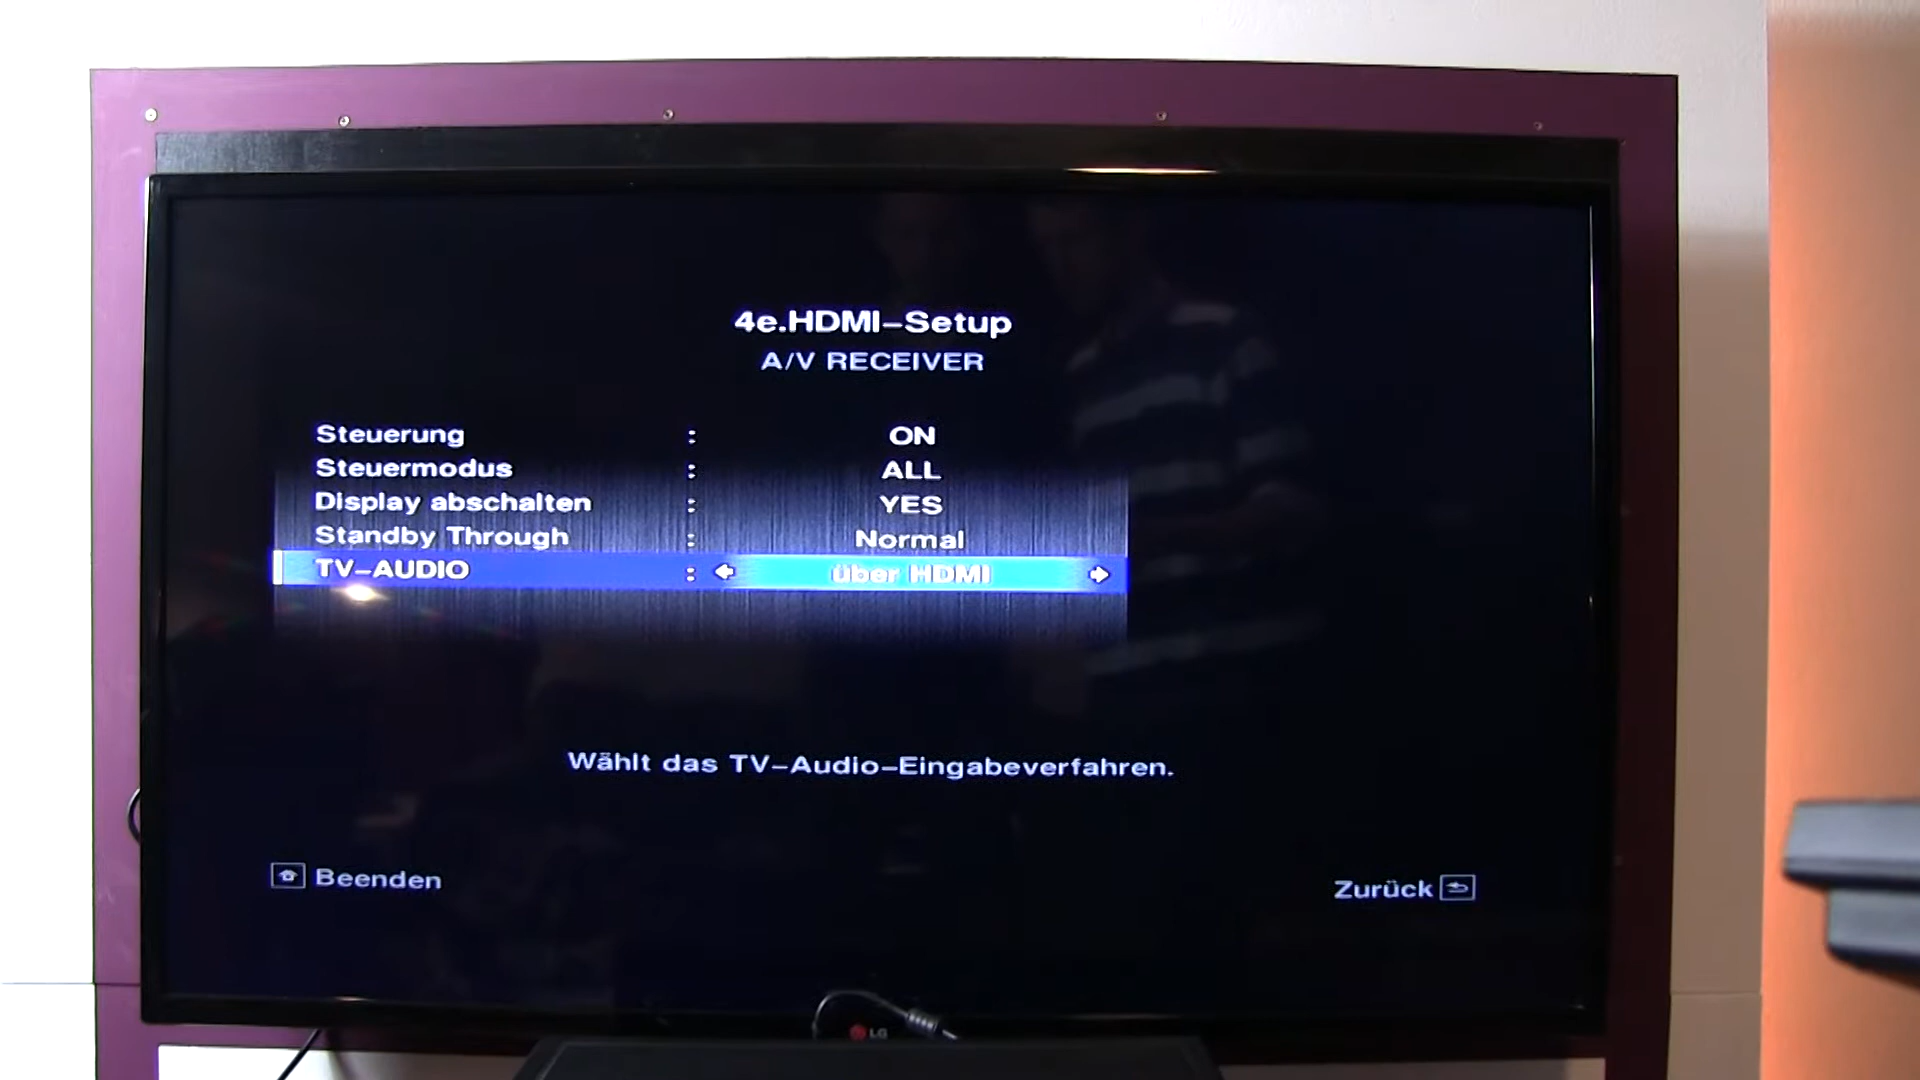 4e.HDMI-Setup
A/V RECEIVER
Steuerung : ON
Steuermodus : ALL
Display abschalten : YES
Standby Through : Normal
TV-AUDIO : über HDMI
Wählt das TV-Audio-Eingabeverfahren.
Beenden
Zurück
LG